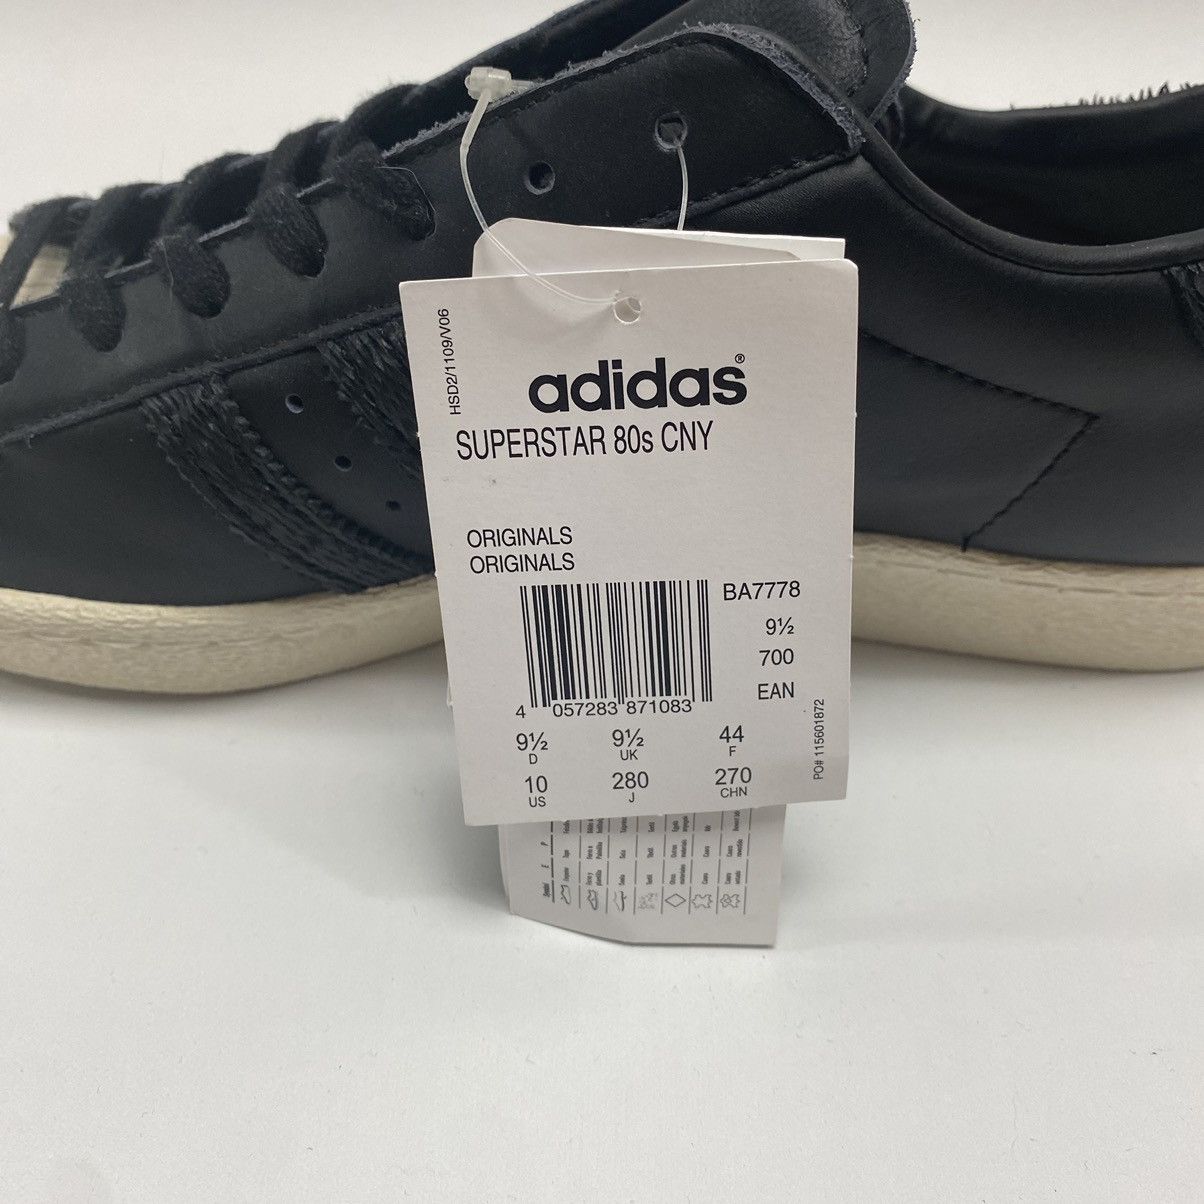 HSD2/1109/V06
adidas®
SUPERSTAR 80s CNY
ORIGINALS
ORIGINALS
BA7778
9½
700
EAN
4 057283 871083
PO# 115601872
9½ 9½ 44
D UK F
10 280 270
US J CHN